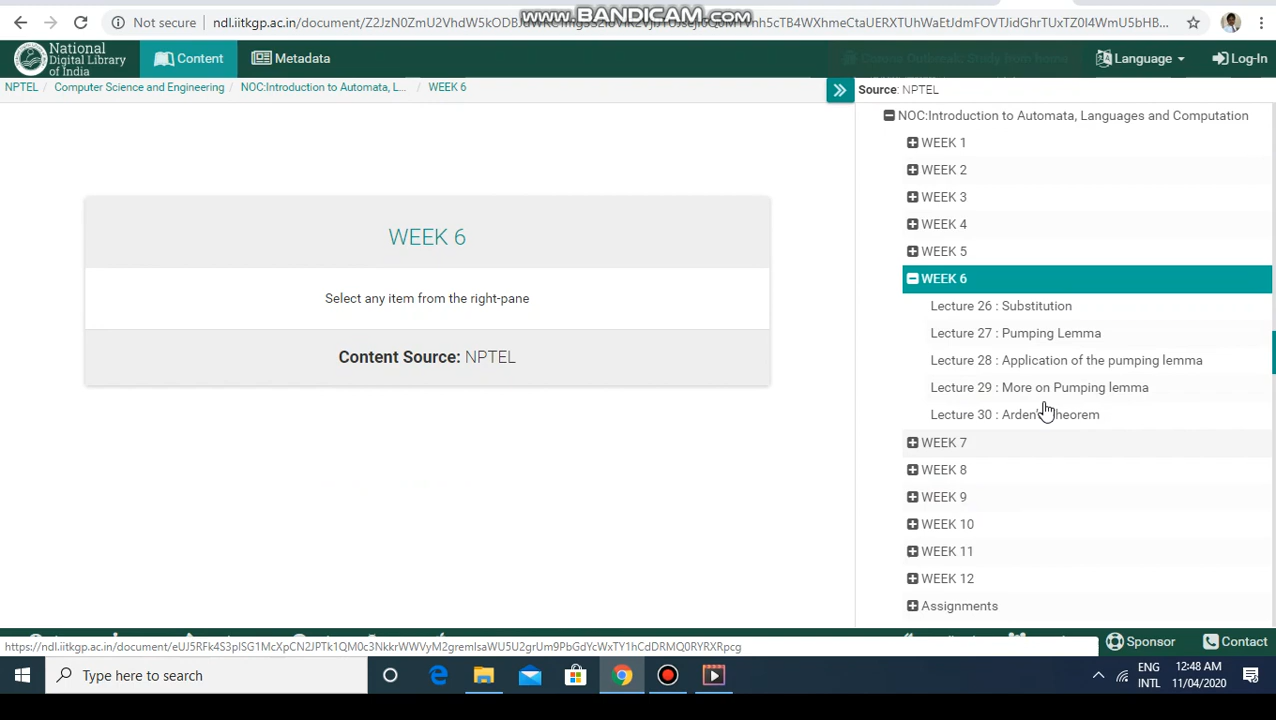 www.BANDICAM.com
Not secure
National
Digital Library
of India
Content
Metadata
Corona Outbreak: Study from home
Language
Log-In
NPTEL / Computer Science and Engineering / NOC:Introduction to Automata, L... / WEEK 6
Source: NPTEL
NOC:Introduction to Automata, Languages and Computation
WEEK 1
WEEK 2
WEEK 3
WEEK 4
WEEK 5
WEEK 6
Lecture 26 : Substitution
Lecture 27 : Pumping Lemma
Lecture 28 : Application of the pumping lemma
Lecture 29 : More on Pumping lemma
Lecture 30 : Arden's Theorem
WEEK 7
WEEK 8
WEEK 9
WEEK 10
WEEK 11
WEEK 12
Assignments
WEEK 6
Select any item from the right-pane
Content Source: NPTEL
Sponsor
Contact
Type here to search
ENG
INTL
12:48 AM
11/04/2020